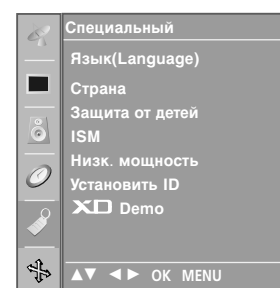 Специальный
Язык(Language)
Страна
Защита от детей
ISM
Низк. мощность
Установить ID
XD Demo
▲▼ ◄► OK MENU